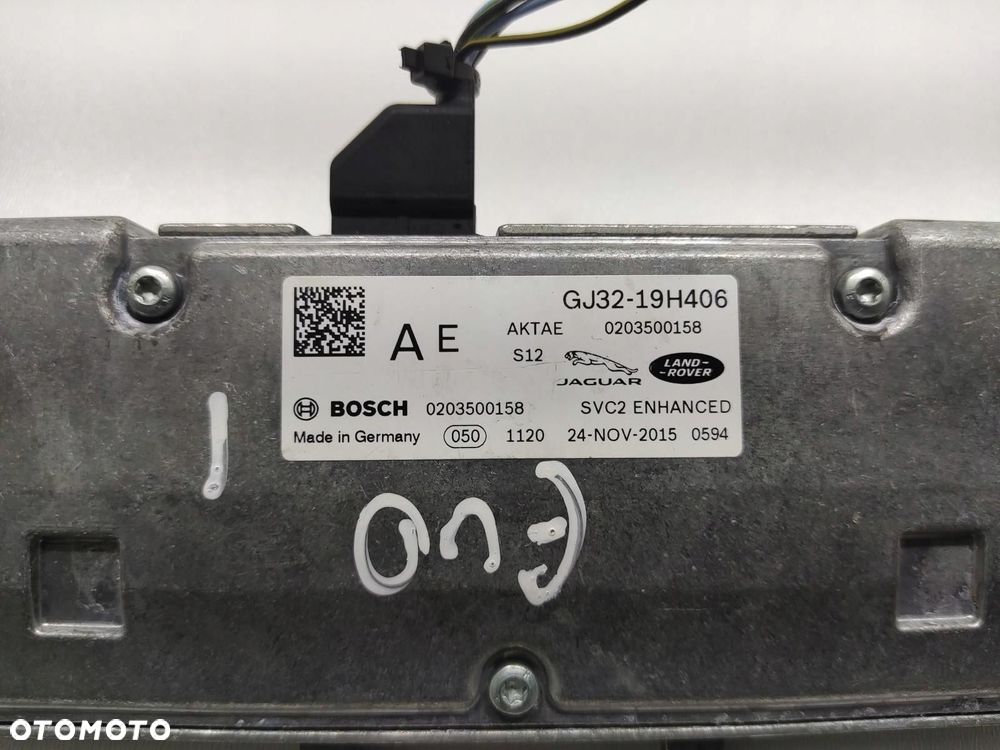 GJ32-19H406
AE
AKTAE 0203500158
S12
JAGUAR
LAND-
-ROVER
BOSCH 0203500158 SVC2 ENHANCED
Made in Germany 050 1120 24-NOV-2015 0594
OTOMOTO